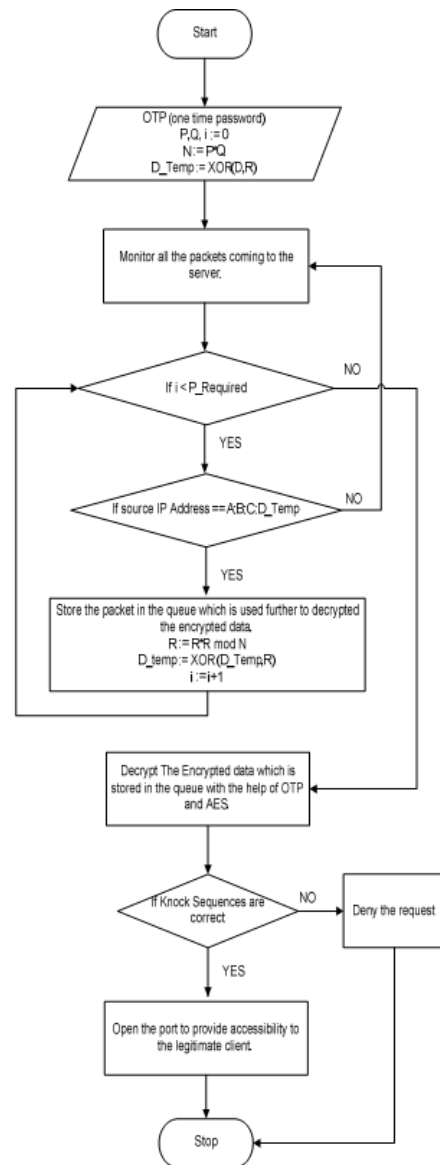 Start
OTP (one time password)
P,Q, i :=0
N:= P*Q
D_Temp:= XOR(D,R)
Monitor all the packets coming to the
server.
If i < P_Required
NO
YES
If source IP Address ==A:B:C:D_Temp
NO
YES
Store the packet in the queue which is used further to decrypted
the encrypted data.
R:= R*R mod N
D_temp:= XOR(D_Temp,R)
i :=i+1
Decrypt The Encrypted data which is
stored in the queue with the help of OTP
and AES.
If Knock Sequences are
correct
NO
Deny the request
YES
Open the port to provide accessibility to
the legitimate client.
Stop